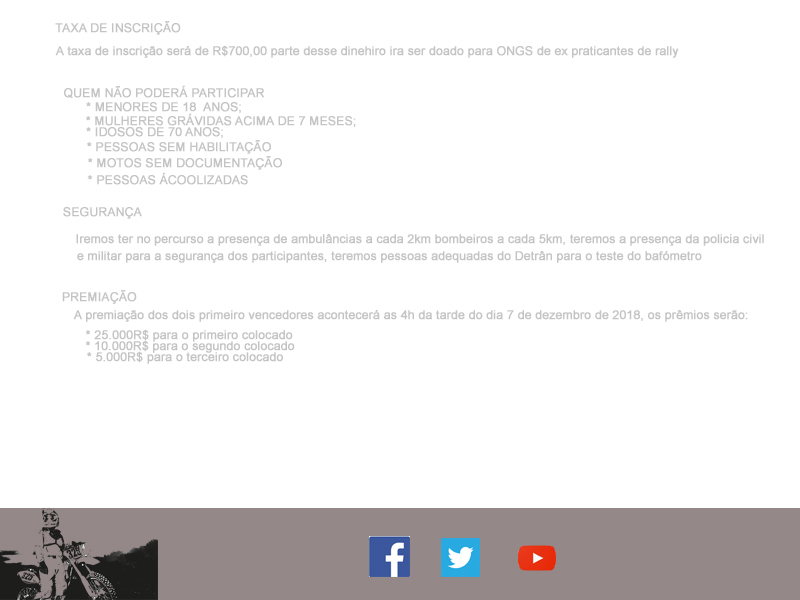 TAXA DE INSCRIÇÃO
A taxa de inscrição será de R$700,00 parte desse dinehiro ira ser doado para ONGS de ex praticantes de rally
QUEM NÃO PODERÁ PARTICIPAR
* MENORES DE 18 ANOS;
* MULHERES GRÁVIDAS ACIMA DE 7 MESES;
* IDOSOS DE 70 ANOS;
* PESSOAS SEM HABILITAÇÃO
* MOTOS SEM DOCUMENTAÇÃO
* PESSOAS ÁCOOLIZADAS
SEGURANÇA
Iremos ter no percurso a presença de ambulâncias a cada 2km bombeiros a cada 5km, teremos a presença da policia civil
e militar para a segurança dos participantes, teremos pessoas adequadas do Detrân para o teste do bafómetro
PREMIAÇÃO
A premiação dos dois primeiro vencedores acontecerá as 4h da tarde do dia 7 de dezembro de 2018, os prêmios serão:
* 25.000R$ para o primeiro colocado
* 10.000R$ para o segundo colocado
* 5.000R$ para o terceiro colocado